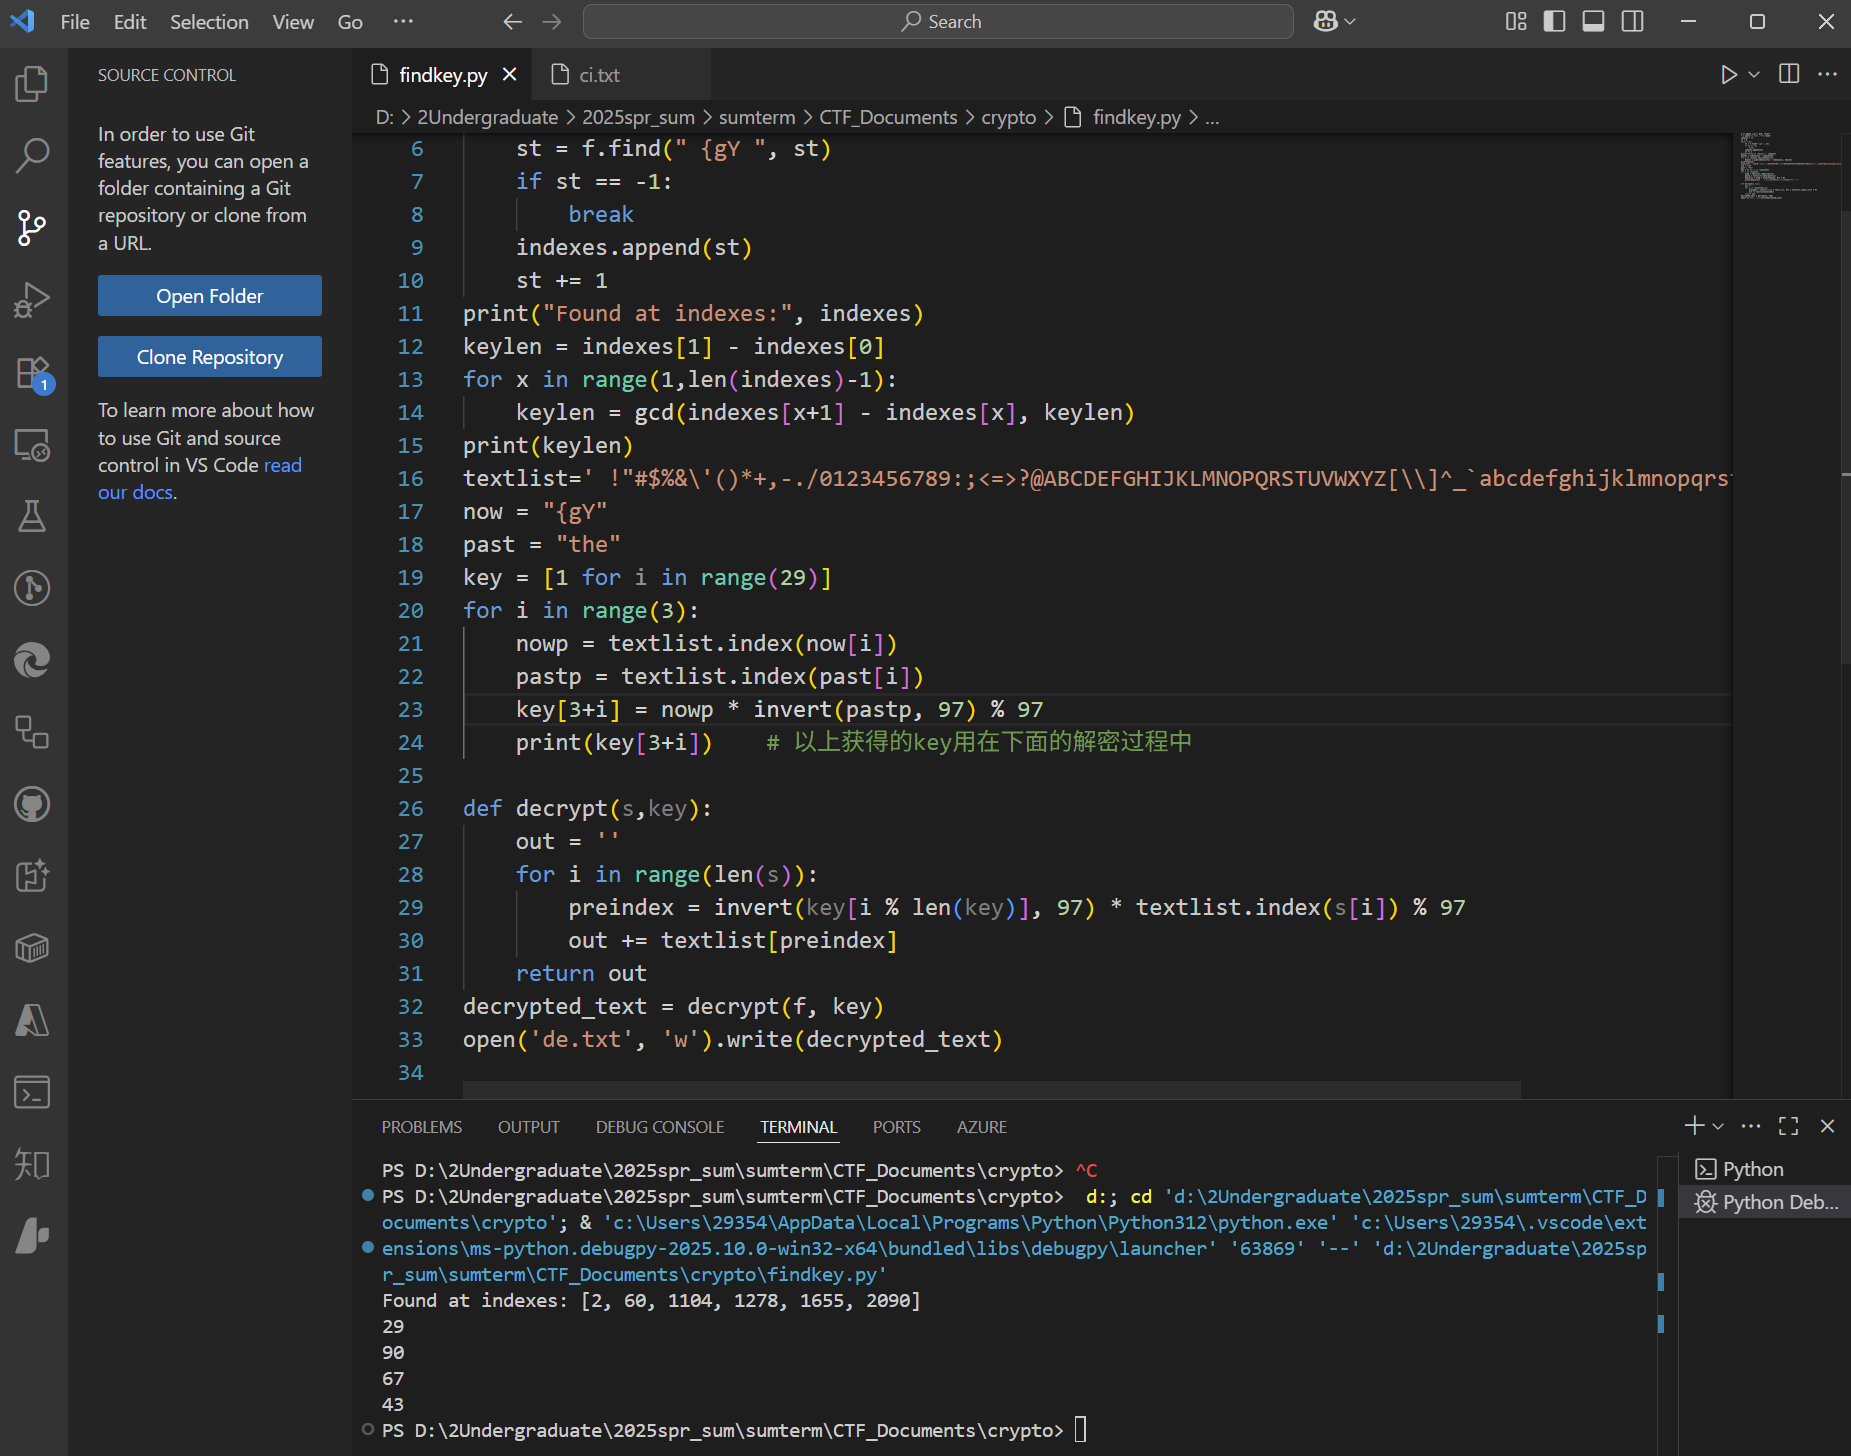 File Edit Selection View Go ··· Search
SOURCE CONTROL
In order to use Git
features, you can open a
folder containing a Git
repository or clone from
a URL.
Open Folder
Clone Repository
1
To learn more about how
to use Git and source
control in VS Code read
our docs.
findkey.py ci.txt
D: > 2Undergraduate > 2025spr_sum > sumterm > CTF_Documents > crypto > findkey.py > ...
6 st = f.find(" {gY ", st)
7 if st == -1:
8 break
9 indexes.append(st)
10 st += 1
11 print("Found at indexes:", indexes)
12 keylen = indexes[1] - indexes[0]
13 for x in range(1,len(indexes)-1):
14 keylen = gcd(indexes[x+1] - indexes[x], keylen)
15 print(keylen)
16 textlist=' !"#$%&\'()*+,-./0123456789:;<=>?@ABCDEFGHIJKLMNOPQRSTUVWXYZ[\\]^_`abcdefghijklmnopqrs
17 now = "{gY"
18 past = "the"
19 key = [1 for i in range(29)]
20 for i in range(3):
21 nowp = textlist.index(now[i])
22 pastp = textlist.index(past[i])
23 key[3+i] = nowp * invert(pastp, 97) % 97
24 print(key[3+i]) # 以上获得的key用在下面的解密过程中
25
26 def decrypt(s,key):
27 out = ''
28 for i in range(len(s)):
29 preindex = invert(key[i % len(key)], 97) * textlist.index(s[i]) % 97
30 out += textlist[preindex]
31 return out
32 decrypted_text = decrypt(f, key)
33 open('de.txt', 'w').write(decrypted_text)
34
知
PROBLEMS OUTPUT DEBUG CONSOLE TERMINAL PORTS AZURE
PS D:\2Undergraduate\2025spr_sum\sumterm\CTF_Documents\crypto> ^C
PS D:\2Undergraduate\2025spr_sum\sumterm\CTF_Documents\crypto> d:; cd 'd:\2Undergraduate\2025spr_sum\sumterm\CTF_D
ocuments\crypto'; & 'c:\Users\29354\AppData\Local\Programs\Python\Python312\python.exe' 'c:\Users\29354\.vscode\ext
ensions\ms-python.debugpy-2025.10.0-win32-x64\bundled\libs\debugpy\launcher' '63869' '--' 'd:\2Undergraduate\2025sp
r_sum\sumterm\CTF_Documents\crypto\findkey.py'
Found at indexes: [2, 60, 1104, 1278, 1655, 2090]
29
90
67
43
PS D:\2Undergraduate\2025spr_sum\sumterm\CTF_Documents\crypto>
Python
Python Deb...